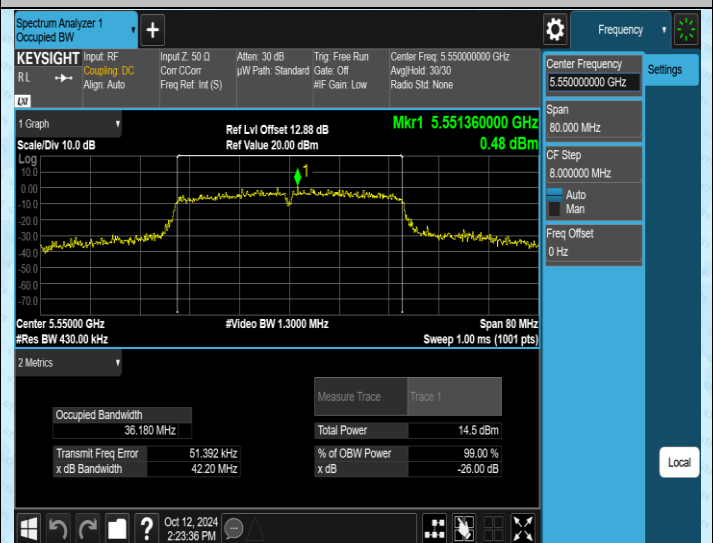 Spectrum Analyzer 1
Occupied BW
+
Frequency
KEYSIGHT
Input: RF
Input Z: 50 Ω
Atten: 30 dB
Trig: Free Run
Center Freq: 5.550000000 GHz
RL
Coupling: DC
Corr CCorr
µW Path: Standard
Gate: Off
Avg|Hold: 30/30
Align: Auto
Freq Ref: Int (S)
#IF Gain: Low
Radio Std: None
LXI
Center Frequency
5.550000000 GHz
Settings
Span
80.000 MHz
CF Step
8.000000 MHz
Auto
Man
Freq Offset
0 Hz
1 Graph
Ref Lvl Offset 12.88 dB
Mkr1 5.551360000 GHz
Scale/Div 10.0 dB
Ref Value 20.00 dBm
0.48 dBm
Log
10.0
0.00
-10.0
-20.0
-30.0
-40.0
-50.0
-60.0
-70.0
1
Center 5.55000 GHz
#Video BW 1.3000 MHz
Span 80 MHz
#Res BW 430.00 kHz
Sweep 1.00 ms (1001 pts)
2 Metrics
Measure Trace
Trace 1
Occupied Bandwidth
36.180 MHz
Total Power
14.5 dBm
Transmit Freq Error
51.392 kHz
% of OBW Power
99.00 %
x dB Bandwidth
42.20 MHz
x dB
-26.00 dB
Local
?
Oct 12, 2024
2:23:36 PM